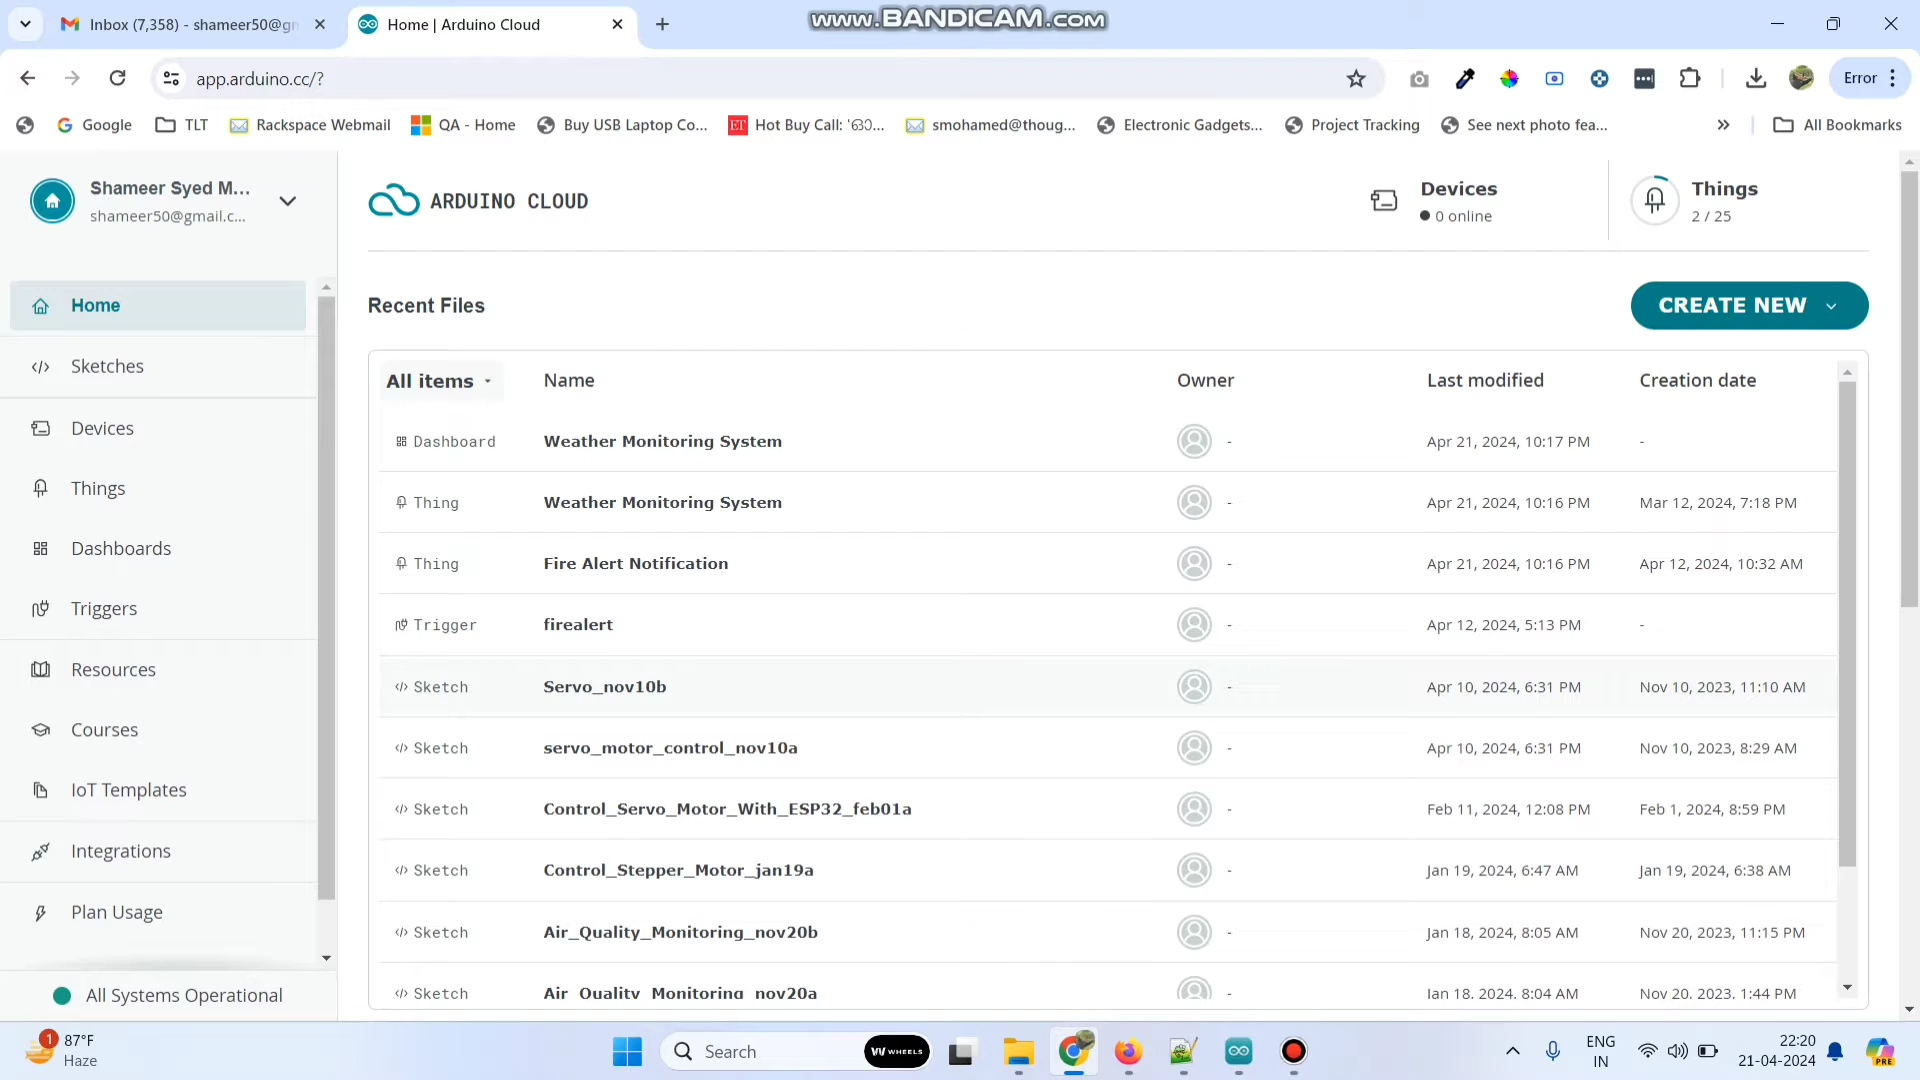 Inbox (7,358) - shameer50@gm
Home | Arduino Cloud
www.BANDICAM.com
app.arduino.cc/?
Error
Google
TLT
Rackspace Webmail
QA - Home
Buy USB Laptop Co...
ET
smohamed@thoug...
Electronic Gadgets...
Project Tracking
See next photo fea...
All Bookmarks
Shameer Syed M...
shameer50@gmail.c...
ARDUINO CLOUD
Devices
0 online
Things
2 / 25
Home
Sketches
Devices
Things
Dashboards
Triggers
Resources
Courses
IoT Templates
Integrations
Plan Usage
All Systems Operational
Recent Files
CREATE NEW
All items Name Owner Last modified Creation date
Dashboard Weather Monitoring System - Apr 21, 2024, 10:17 PM -
Thing Weather Monitoring System - Apr 21, 2024, 10:16 PM Mar 12, 2024, 7:18 PM
Thing Fire Alert Notification - Apr 21, 2024, 10:16 PM Apr 12, 2024, 10:32 AM
Trigger firealert - Apr 12, 2024, 5:13 PM -
Sketch Servo_nov10b - Apr 10, 2024, 6:31 PM Nov 10, 2023, 11:10 AM
Sketch servo_motor_control_nov10a - Apr 10, 2024, 6:31 PM Nov 10, 2023, 8:29 AM
Sketch Control_Servo_Motor_With_ESP32_feb01a - Feb 11, 2024, 12:08 PM Feb 1, 2024, 8:59 PM
Sketch Control_Stepper_Motor_jan19a - Jan 19, 2024, 6:47 AM Jan 19, 2024, 6:38 AM
Sketch Air_Quality_Monitoring_nov20b - Jan 18, 2024, 8:05 AM Nov 20, 2023, 11:15 PM
Sketch Air_Quality_Monitoring_nov20a - Jan 18, 2024, 8:04 AM Nov 20, 2023, 1:44 PM
1
87°F
Haze
Search
WHEELS
ENG
IN
22:20
21-04-2024
PRE
Hot Buy Call: